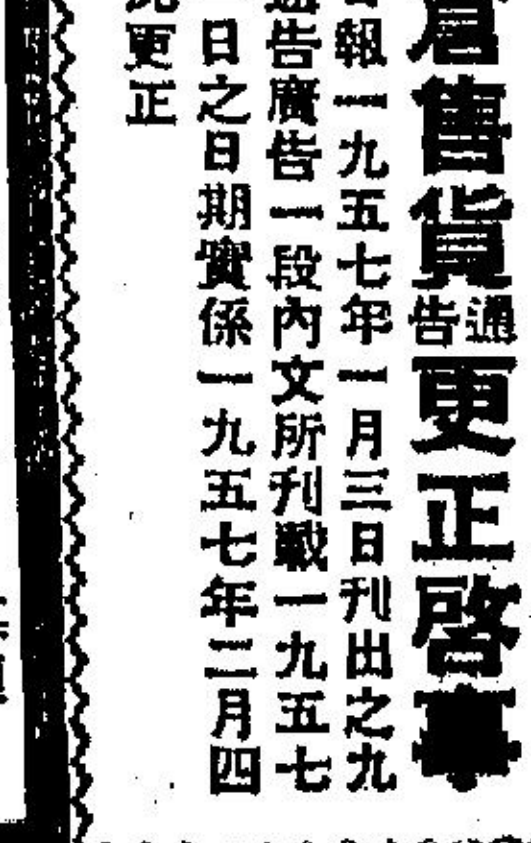 售貨通告更正啓事
報一九五七年一月三日刊出之九
告廣告一段內文所刊載一九五七
日之日期實係一九五七年二月四
更正